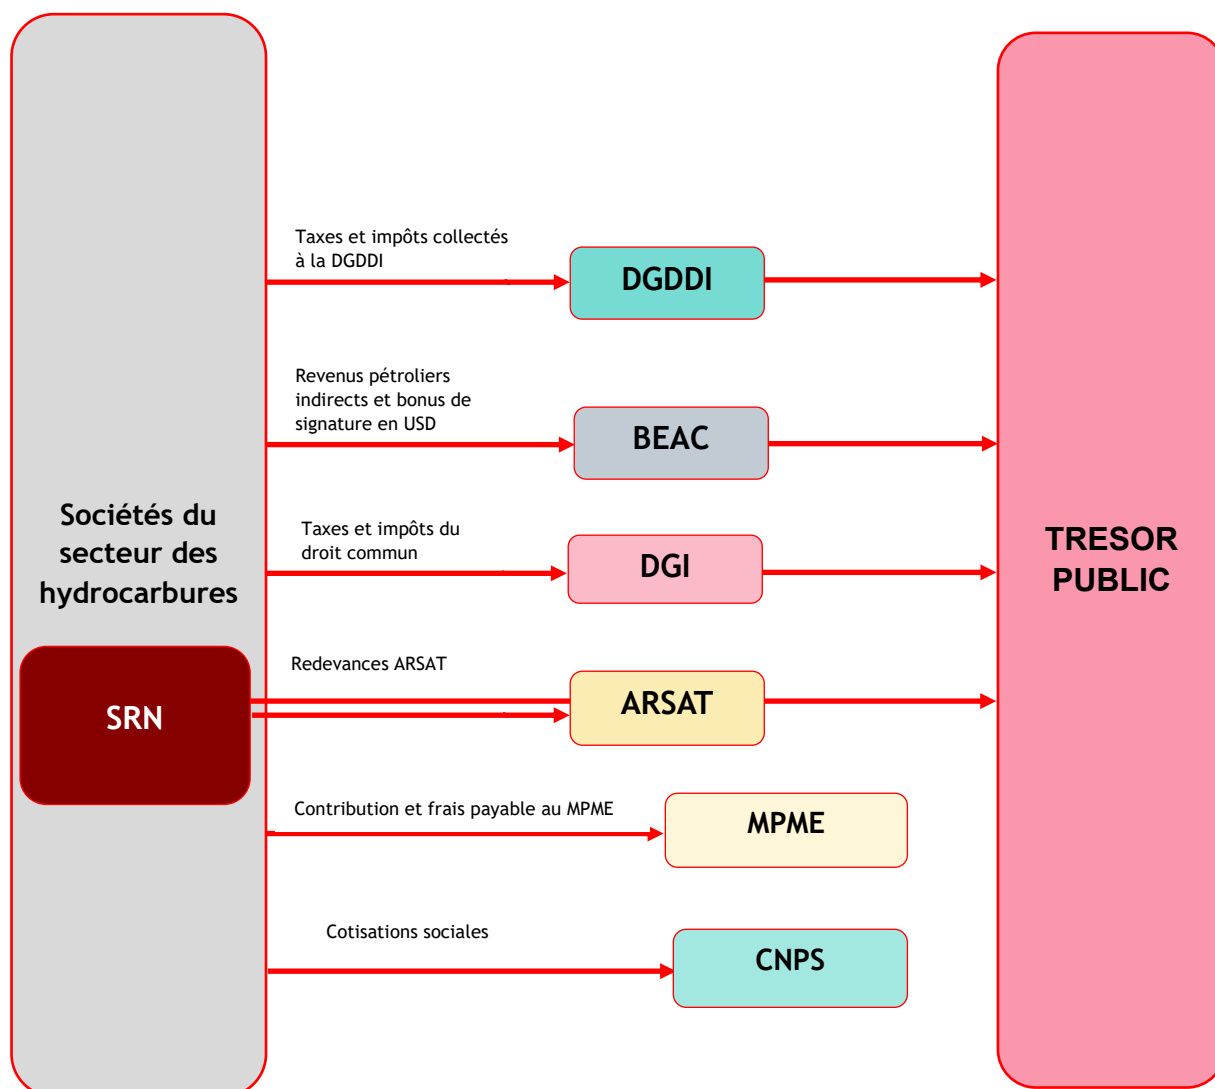 Taxes et impôts collectés
à la DGDDI
DGDDI
Revenus pétroliers
indirects et bonus de
signature en USD
BEAC
Sociétés du
secteur des
hydrocarbures
Taxes et impôts du
droit commun
DGI
TRESOR
PUBLIC
Redevances ARSAT
SRN
ARSAT
Contribution et frais payable au MPME
MPME
Cotisations sociales
CNPS